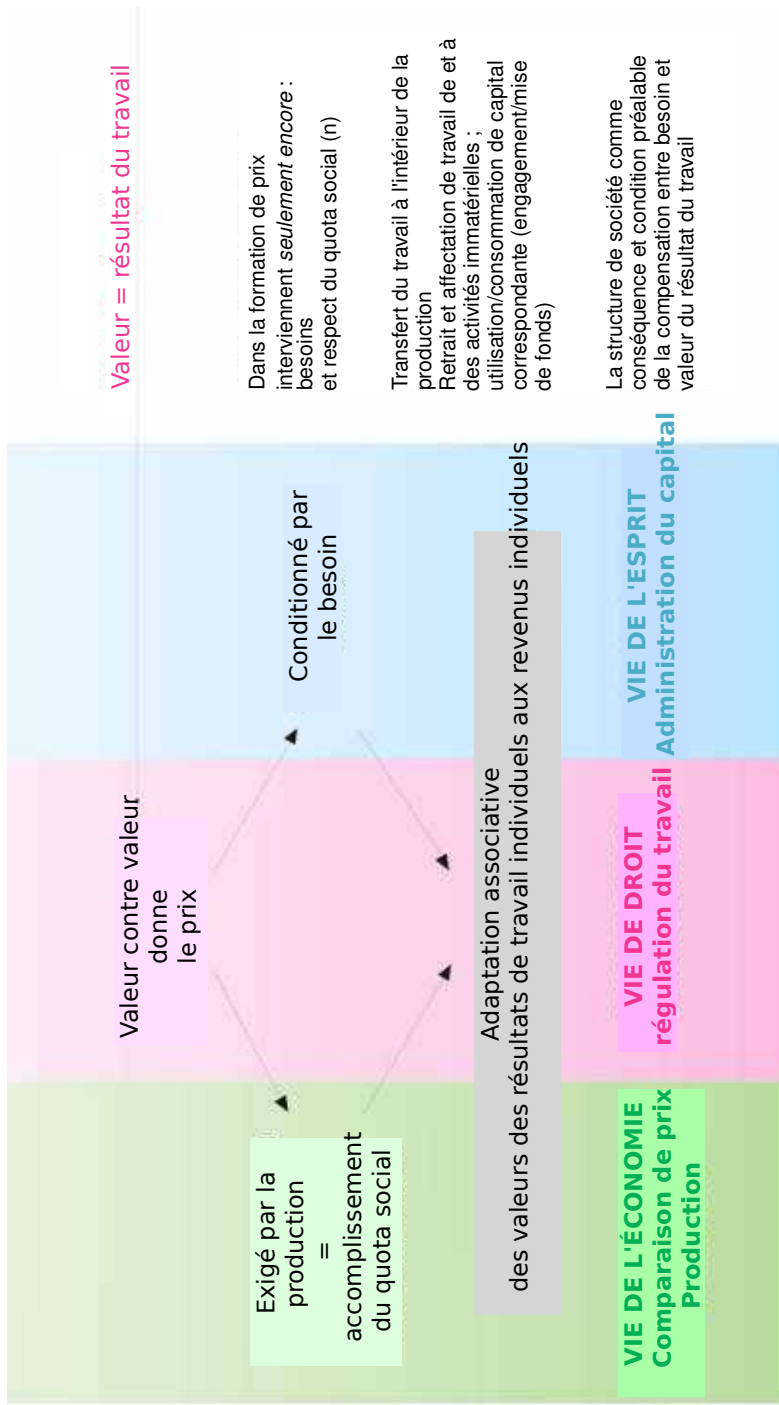 Valeur = résultat du travail
Valeur contre valeur
donne
le prix
Exigé par la
production
=
accomplissement
du quota social
Conditionné par
le besoin
Dans la formation de prix
interviennent seulement encore :
besoins
et respect du quota social (n)
Adaptation associative
des valeurs des résultats de travail individuels aux revenus individuels
Transfert du travail à l'intérieur de la
production
Retrait et affectation de travail de et à
des activités immatérielles ;
utilisation/consommation de capital
correspondante (engagement/mise
de fonds)
VIE DE L'ÉCONOMIE
Comparaison de prix
Production
VIE DE DROIT
régulation du travail
VIE DE L'ESPRIT
Administration du capital
La structure de société comme
conséquence et condition préalable
de la compensation entre besoin et
valeur du résultat du travail